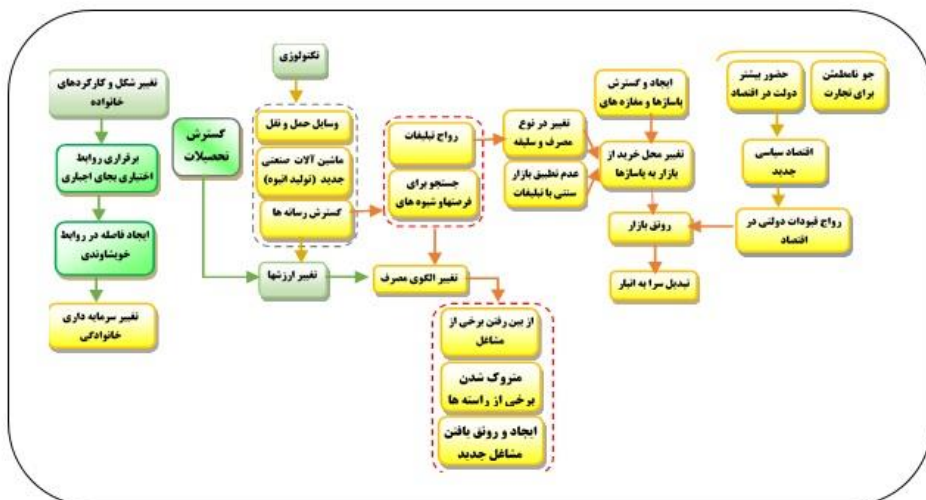 تغییر شکل و کارکردهای
خانواده
برقراری روابط
اختیاری بجای اجباری
ایجاد فاصله در روابط
خویشاوندی
تغییر سرمایه داری
خانوادگی
گسترش
تحصیلات
تکنولوژی
وسایل حمل و نقل
ماشین آلات صنعتی
جدید (تولید انبوه)
گسترش رسانه ها
تغییر ارزشها
رواج تبلیغات
جستجو برای
فرصتهاو شیوه های
تغییر الگوی مصرف
از بین رفتن برخی از
مشاغل
متروک شدن
برخی از راسته ها
ایجاد و رونق یافتن
مشاغل جدید
تغییر در نوع
مصرف و سلیقه
عدم تطبیق بازار
سنتی با تبلیغات
ایجاد و گسترش
پاساژها و مغازه های
تغییر محل خرید از
بازار به پاساژها
رونق بازار
تبدیل سرا به انبار
حضور بیشتر
دولت در اقتصاد
جو نامطمئن
برای تجارت
اقتصاد سیاسی
جدید
رواج قیودات دولتی در
اقتصاد